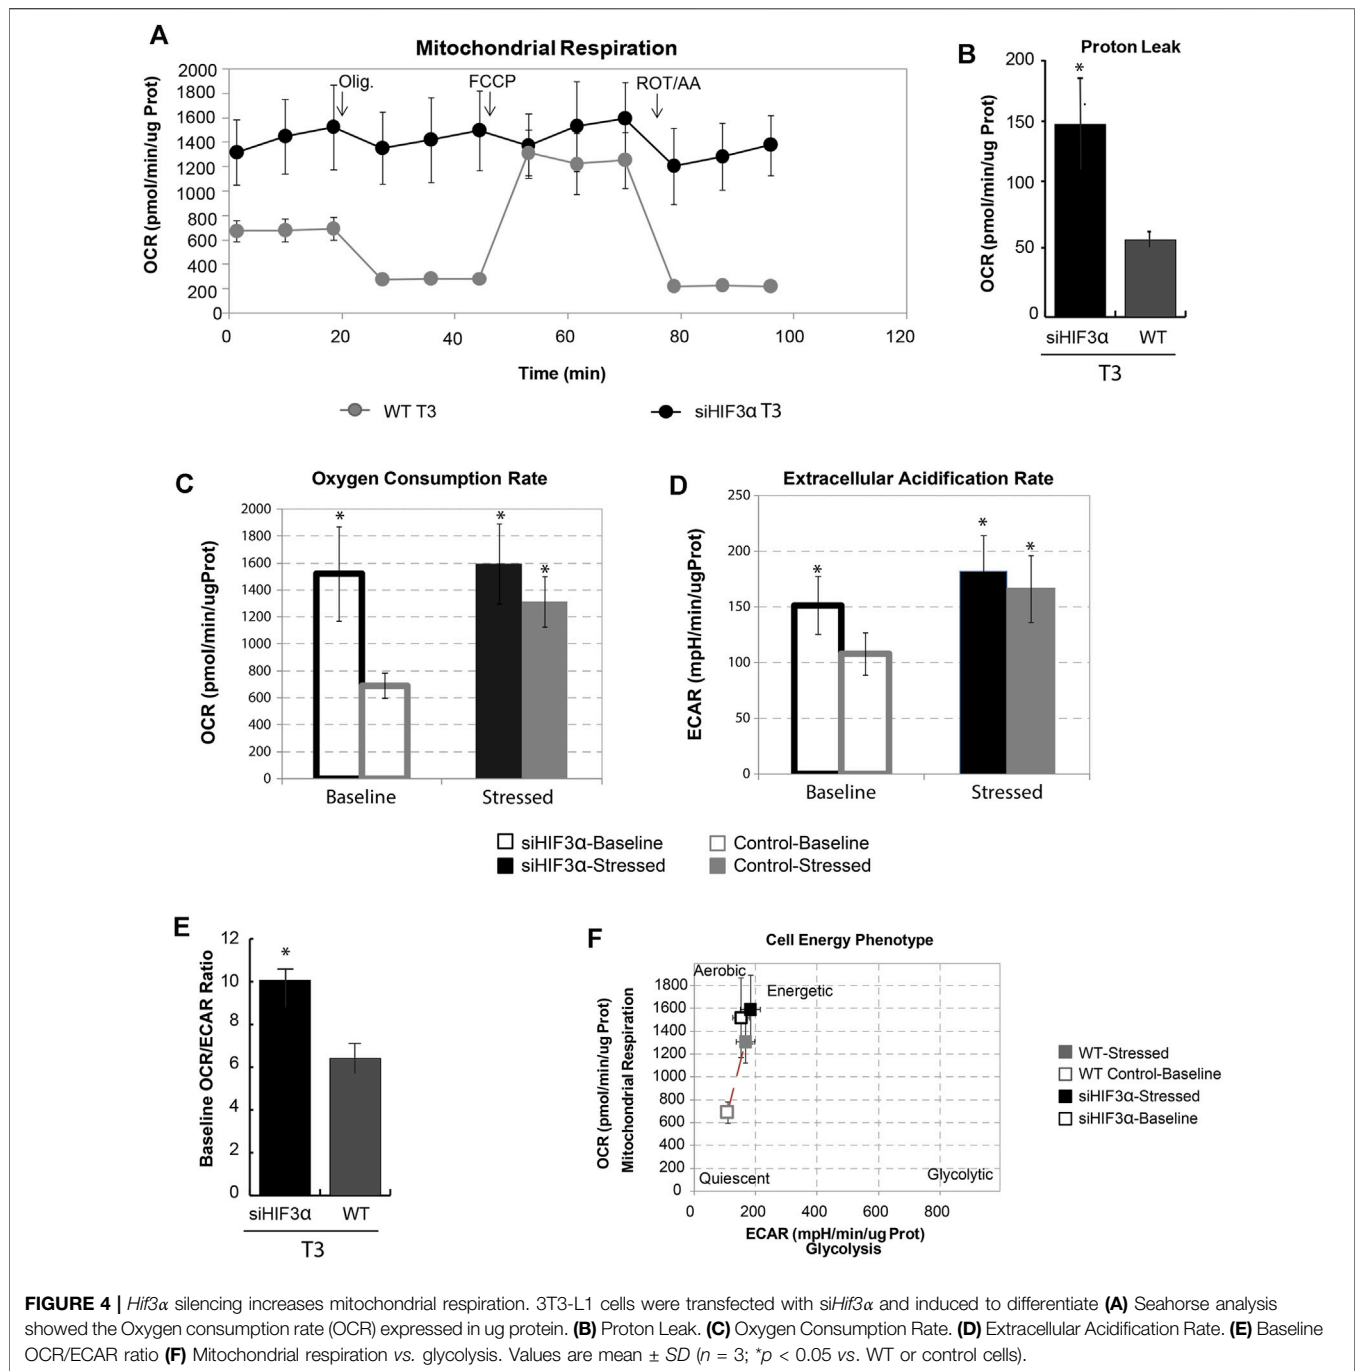 A
Mitochondrial Respiration
OCR (pmol/min/ug Prot)
2000
1800
1600
1400
1200
1000
800
600
400
200
0
Olig.
FCCP
ROT/AA
0 20 40 60 80 100 120
Time (min)
WT T3 siHIF3α T3
B
Proton Leak
OCR (pmol/min/ug Prot)
200
150
100
50
0
*
siHIF3α WT
T3
C
Oxygen Consumption Rate
OCR (pmol/min/ugProt)
2000
1800
1600
1400
1200
1000
800
600
400
200
0
* * *
Baseline Stressed
D
Extracellular Acidification Rate
ECAR (mpH/min/ugProt)
250
200
150
100
50
0
* * *
Baseline Stressed
siHIF3α-Baseline Control-Baseline
siHIF3α-Stressed Control-Stressed
E
Baseline OCR/ECAR Ratio
12
10
8
6
4
2
0
*
siHIF3α WT
T3
F
Cell Energy Phenotype
OCR (pmol/min/ug Prot)
Mitochondrial Respiration
1800
1600
1400
1200
1000
800
600
400
200
0
Aerobic
Energetic
Quiescent
Glycolytic
0 200 400 600 800
ECAR (mpH/min/ug Prot)
Glycolysis
WT-Stressed
WT Control-Baseline
siHIF3α-Stressed
siHIF3α-Baseline
FIGURE 4 | Hif3α silencing increases mitochondrial respiration. 3T3-L1 cells were transfected with siHif3α and induced to differentiate (A) Seahorse analysis
showed the Oxygen consumption rate (OCR) expressed in ug protein. (B) Proton Leak. (C) Oxygen Consumption Rate. (D) Extracellular Acidification Rate. (E) Baseline
OCR/ECAR ratio (F) Mitochondrial respiration vs. glycolysis. Values are mean ± SD (n = 3; *p < 0.05 vs. WT or control cells).